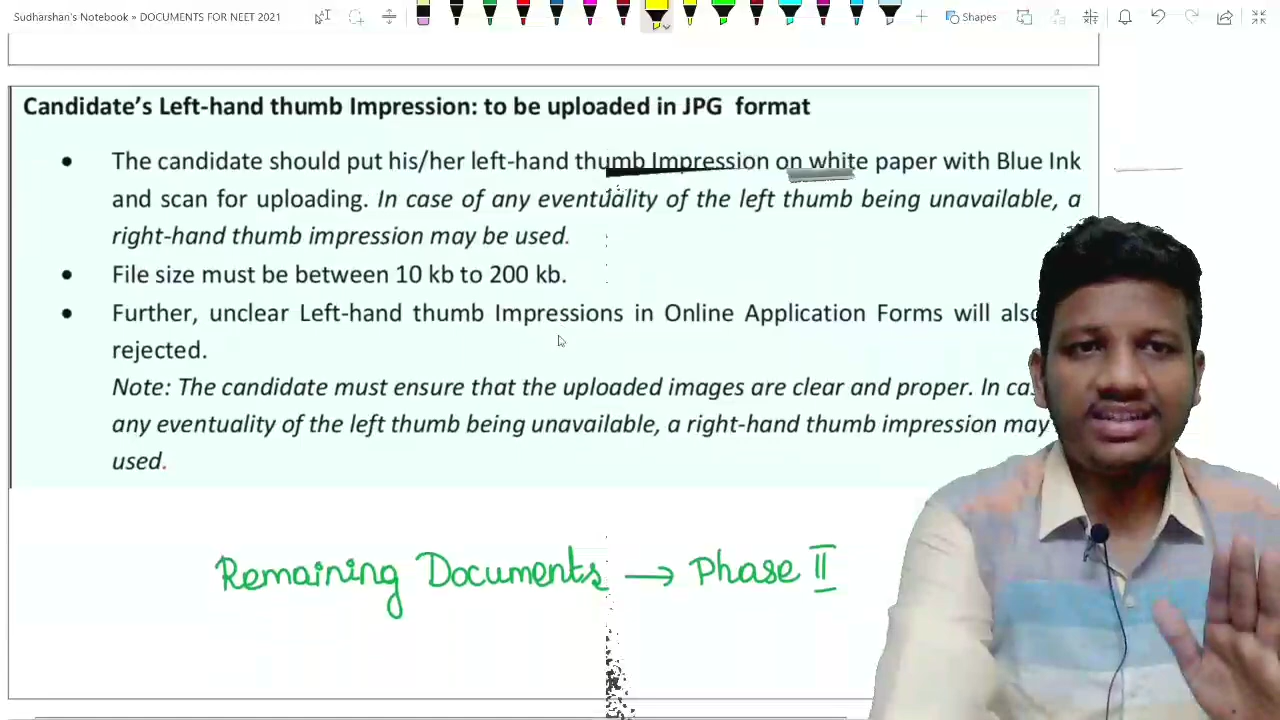 Sudharshan's Notebook » DOCUMENTS FOR NEET 2021
Shapes
Candidate's Left-hand thumb Impression: to be uploaded in JPG format
• The candidate should put his/her left-hand thumb Impression on white paper with Blue Ink
and scan for uploading. In case of any eventuality of the left thumb being unavailable, a
right-hand thumb impression may be used.
• File size must be between 10 kb to 200 kb.
• Further, unclear Left-hand thumb Impressions in Online Application Forms will also
rejected.
Note: The candidate must ensure that the uploaded images are clear and proper. In
any eventuality of the left thumb being unavailable, a right-hand thumb impression may
used.
Remaining Documents → Phase II